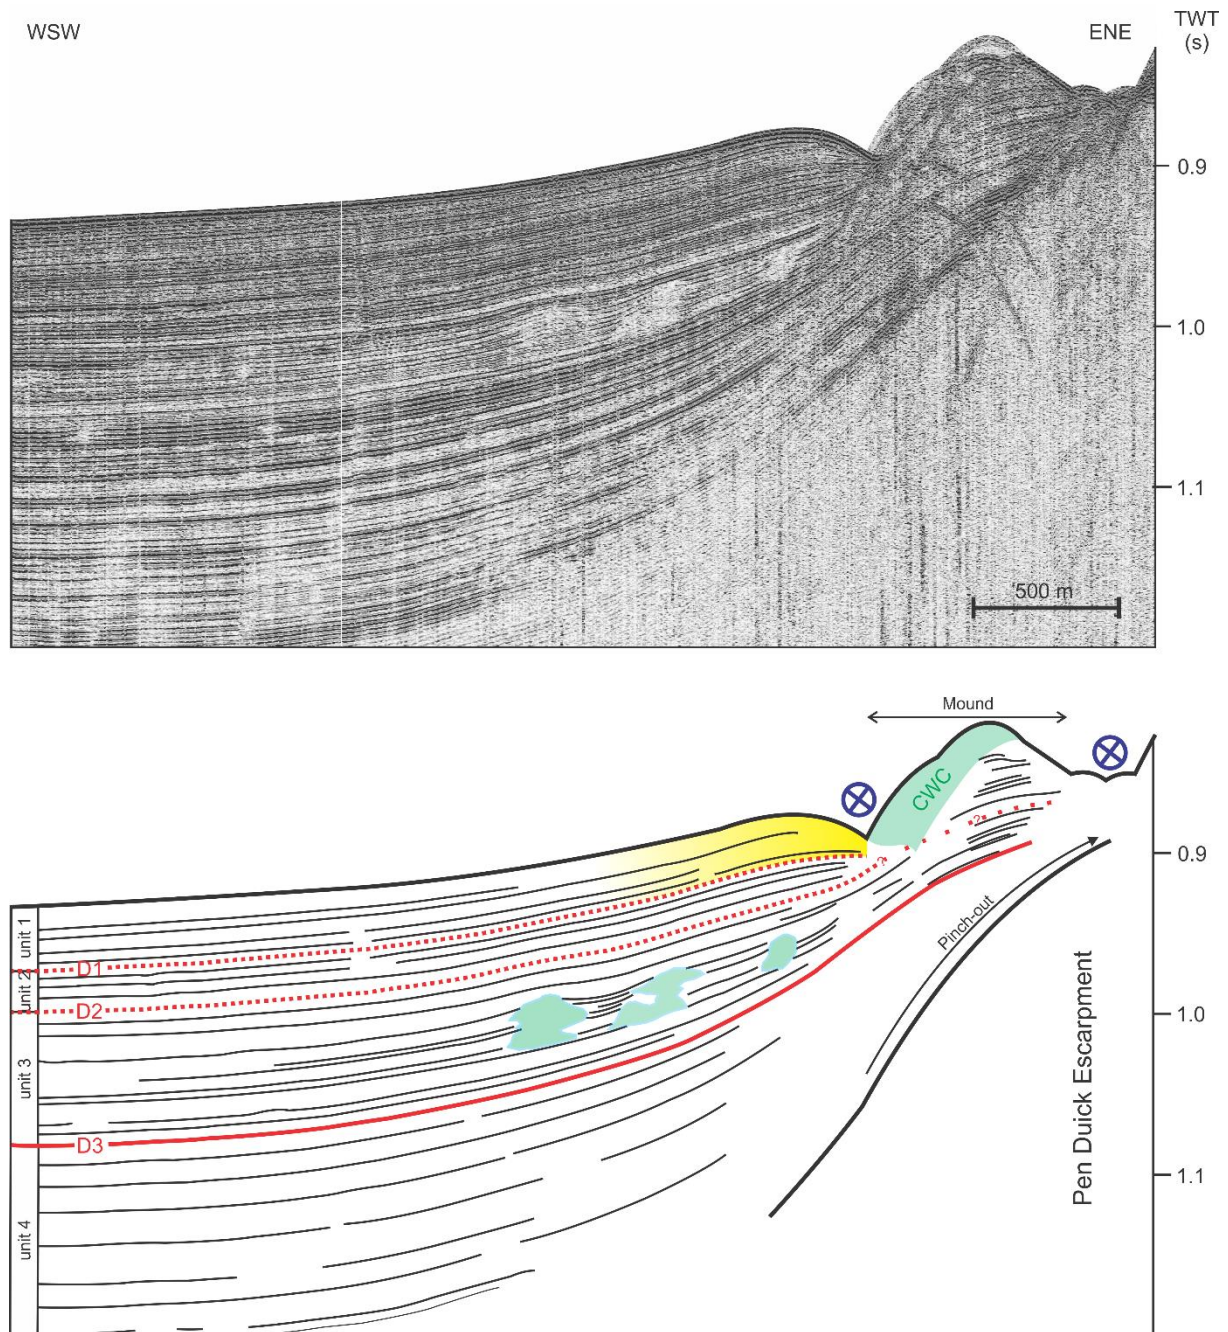 WSW
ENE
TWT
(s)
0.9
1.0
1.1
500 m
Mound
CWC
?
?
0.9
Pinch-out
unit 1
D1
unit 2
D2
1.0
unit 3
Pen Duick Escarpment
D3
1.1
unit 4